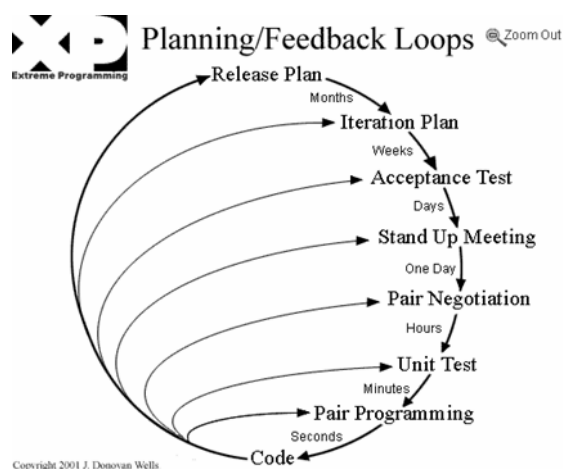 XP
Planning/Feedback Loops
Zoom Out
Extreme Programming
Release Plan
Months
Iteration Plan
Weeks
Acceptance Test
Days
Stand Up Meeting
One Day
Pair Negotiation
Hours
Unit Test
Minutes
Pair Programming
Seconds
Code
Copyright 2001 J. Donovan Wells